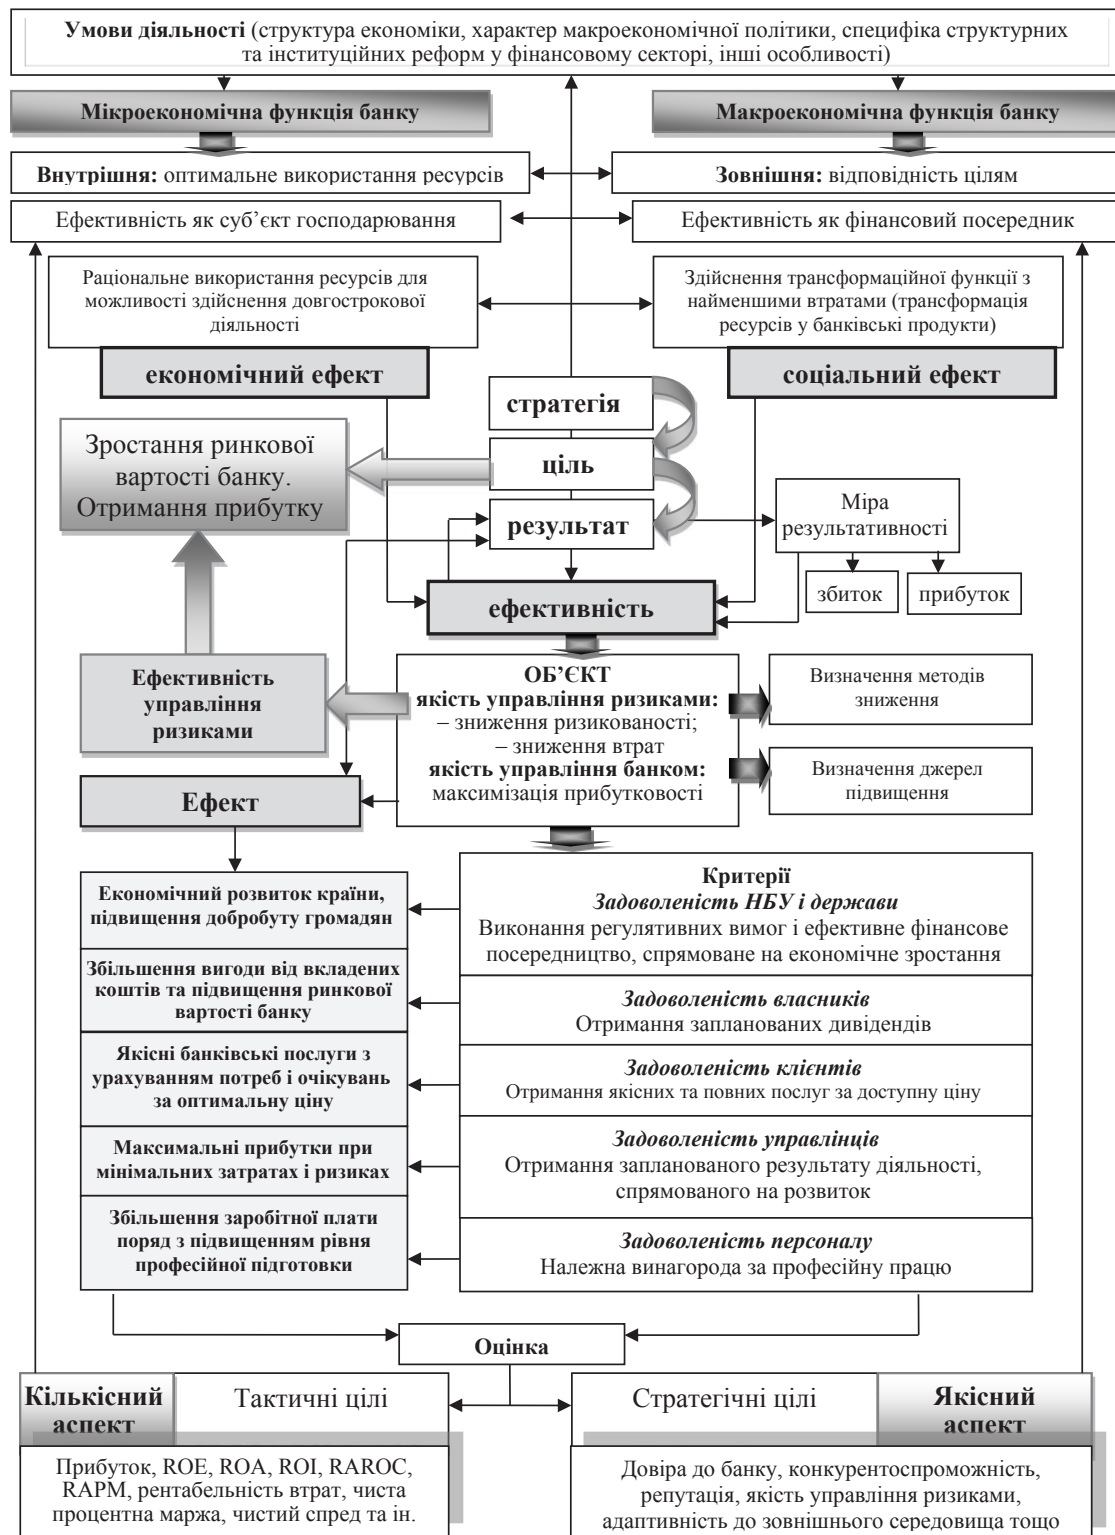 Умови діяльності (структура економіки, характер макроекономічної політики, специфіка структурних
та інституційних реформ у фінансовому секторі, інші особливості)
Мікроекономічна функція банку
Макроекономічна функція банку
Внутрішня: оптимальне використання ресурсів
Зовнішня: відповідність цілям
Ефективність як суб’єкт господарювання
Ефективність як фінансовий посередник
Раціональне використання ресурсів для
можливості здійснення довгострокової
діяльності
Здійснення трансформаційної функції з
найменшими втратами (трансформація
ресурсів у банківські продукти)
економічний ефект
соціальний ефект
стратегія
Зростання ринкової
вартості банку.
Отримання прибутку
ціль
результат
Міра
результативності
збиток
прибуток
ефективність
Ефективність
управління
ризиками
ОБ’ЄКТ
якість управління ризиками:
– зниження ризикованості;
– зниження втрат
якість управління банком:
максимізація прибутковості
Визначення методів
зниження
Визначення джерел
підвищення
Ефект
Економічний розвиток країни,
підвищення добробуту громадян
Критерії
Задоволеність НБУ і держави
Виконання регулятивних вимог і ефективне фінансове
посередництво, спрямоване на економічне зростання
Збільшення вигоди від вкладених
коштів та підвищення ринкової
вартості банку
Задоволеність власників
Отримання запланованих дивідендів
Якісні банківські послуги з
урахуванням потреб і очікувань
за оптимальну ціну
Задоволеність клієнтів
Отримання якісних та повних послуг за доступну ціну
Максимальні прибутки при
мінімальних затратах і ризиках
Задоволеність управлінців
Отримання запланованого результату діяльності,
спрямованого на розвиток
Збільшення заробітної плати
поряд з підвищенням рівня
професійної підготовки
Задоволеність персоналу
Належна винагорода за професійну працю
Оцінка
Кількісний
аспект
Тактичні цілі
Стратегічні цілі
Якісний
аспект
Прибуток, ROE, ROA, ROI, RAROC,
RAPM, рентабельність втрат, чиста
процентна маржа, чистий спред та ін.
Довіра до банку, конкурентоспроможність,
репутація, якість управління ризиками,
адаптивність до зовнішнього середовища тощо